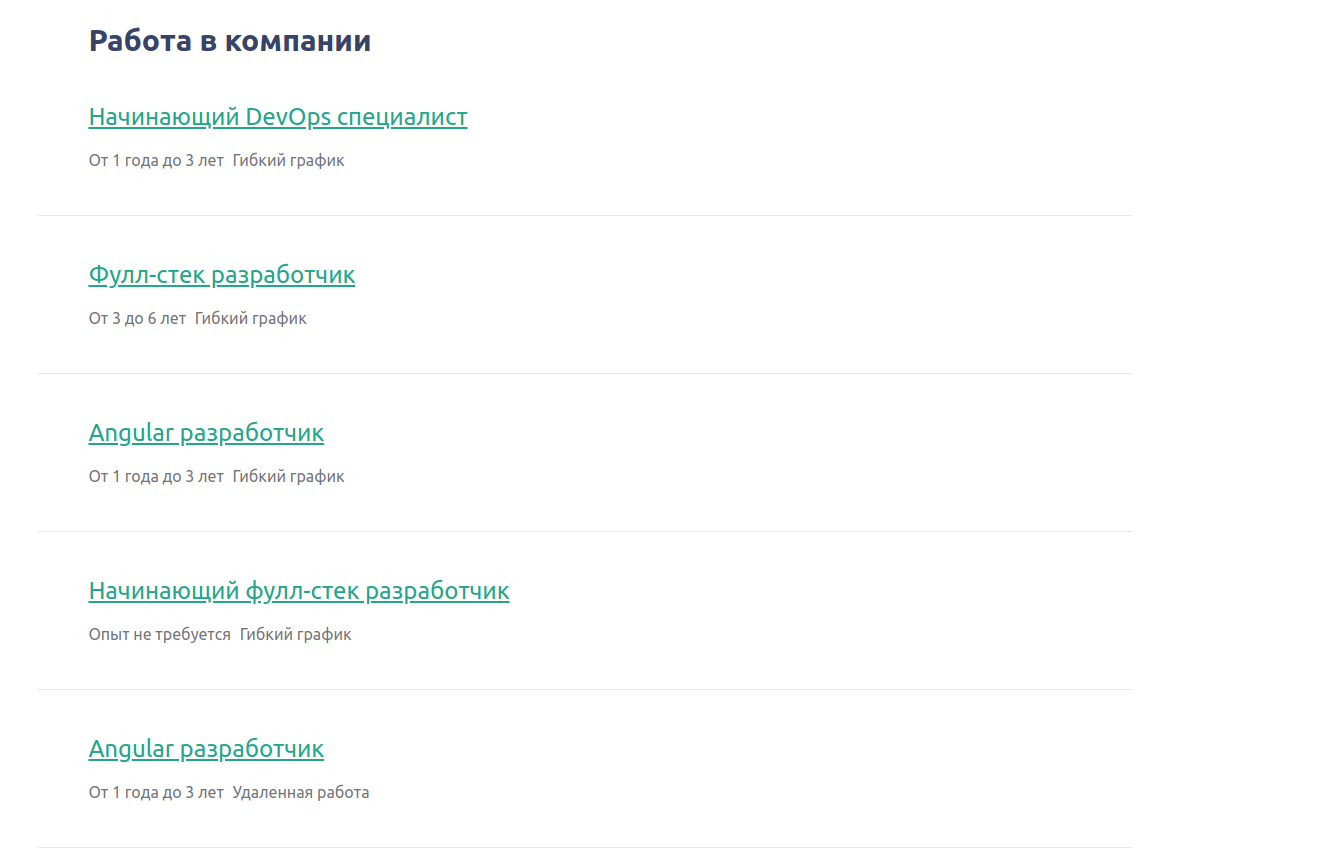 Работа в компании
Начинающий DevOps специалист
От 1 года до 3 лет Гибкий график
Фулл-стек разработчик
От 3 до 6 лет Гибкий график
Angular разработчик
От 1 года до 3 лет Гибкий график
Начинающий фулл-стек разработчик
Опыт не требуется Гибкий график
Angular разработчик
От 1 года до 3 лет Удаленная работа